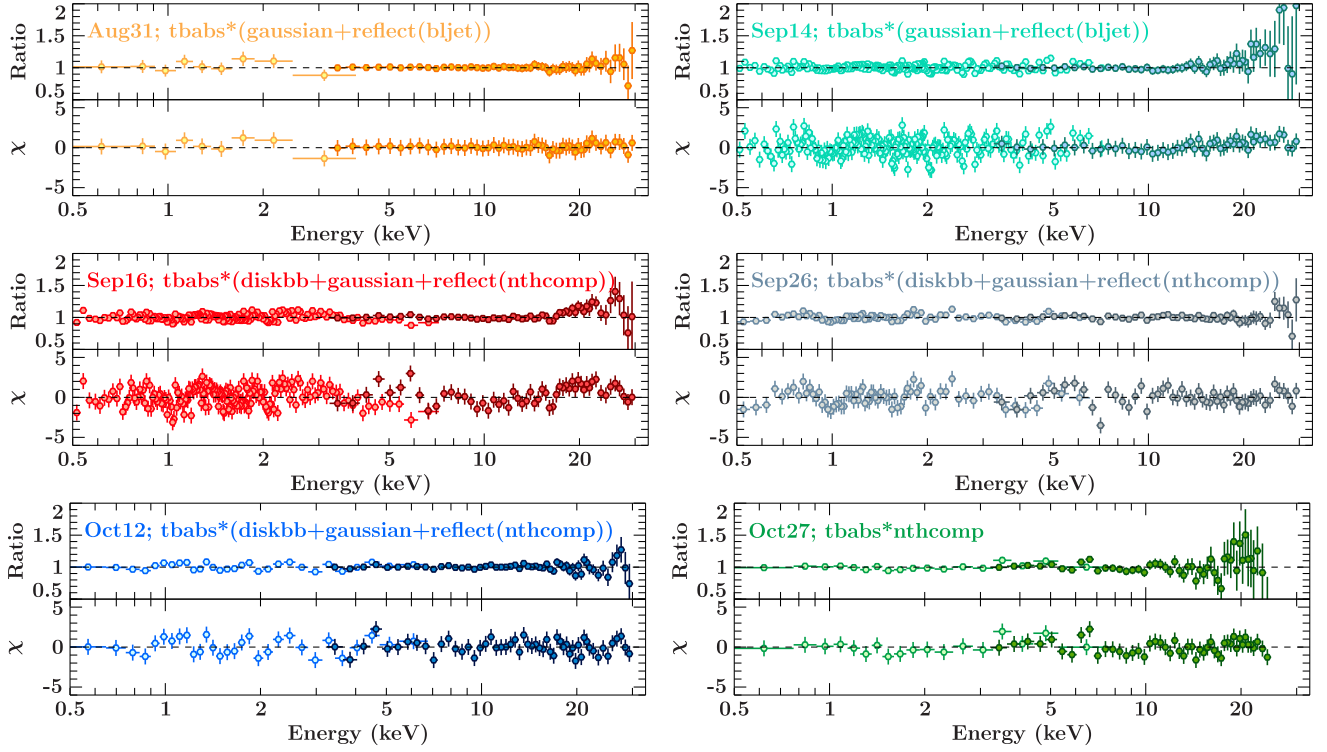 Aug31; tbabs*(gaussian+reflect(bljet))
Ratio
2
1.5
1
0.5
χ
5
0
-5
0.5 1 2 5 10 20
Energy (keV)
Sep14; tbabs*(gaussian+reflect(bljet))
Ratio
2
1.5
1
0.5
χ
5
0
-5
0.5 1 2 5 10 20
Energy (keV)
Sep16; tbabs*(diskbb+gaussian+reflect(nthcomp))
Ratio
2
1.5
1
0.5
χ
5
0
-5
0.5 1 2 5 10 20
Energy (keV)
Sep26; tbabs*(diskbb+gaussian+reflect(nthcomp))
Ratio
2
1.5
1
0.5
χ
5
0
-5
0.5 1 2 5 10 20
Energy (keV)
Oct12; tbabs*(diskbb+gaussian+reflect(nthcomp))
Ratio
2
1.5
1
0.5
χ
5
0
-5
0.5 1 2 5 10 20
Energy (keV)
Oct27; tbabs*nthcomp
Ratio
2
1.5
1
0.5
χ
5
0
-5
0.5 1 2 5 10 20
Energy (keV)